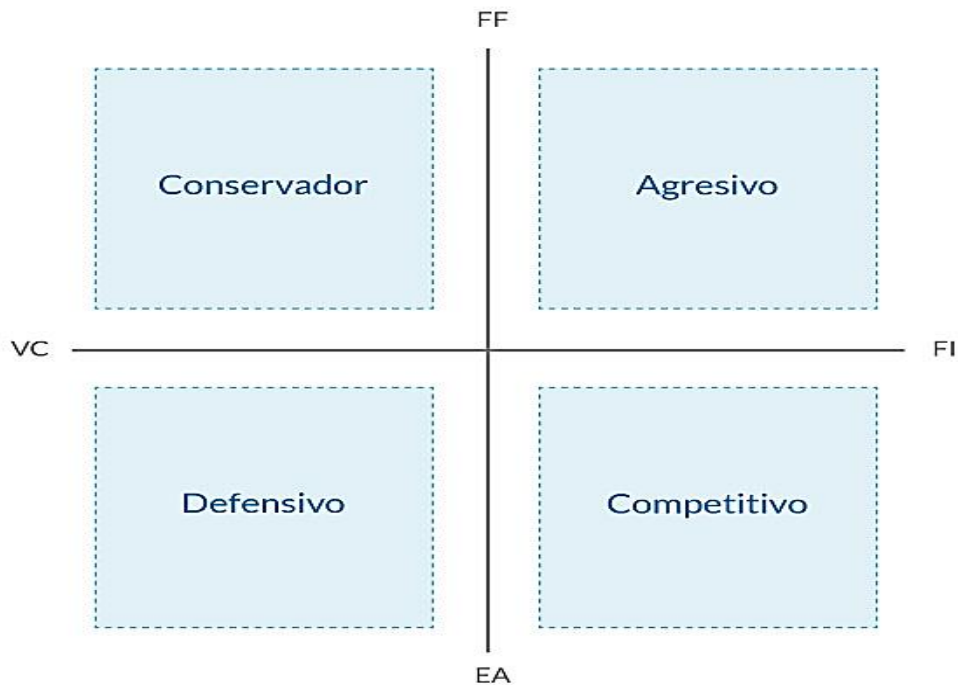 FF
Conservador
Agresivo
VC
FI
Defensivo
Competitivo
EA